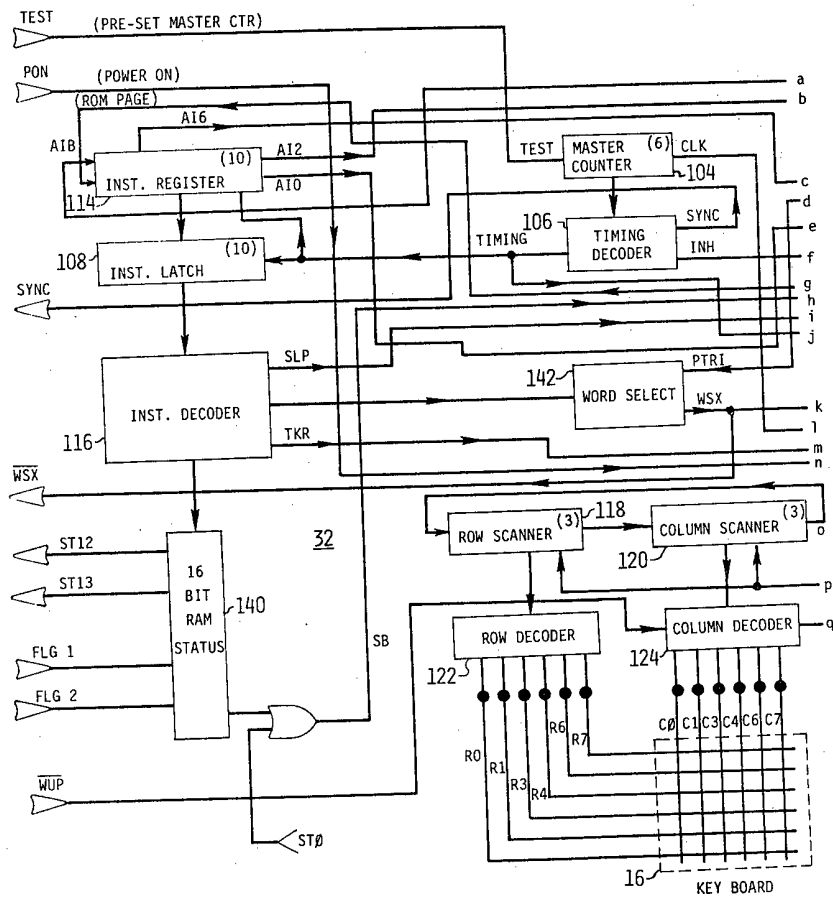 TEST
(PRE-SET MASTER CTR)
PON
(POWER ON)
(ROM PAGE)
a
b
AI6
AIB
(10)
INST. REGISTER
114
AI2
AI0
TEST
MASTER
COUNTER
(6)
CLK
104
c
d
SYNC
e
106
TIMING
DECODER
TIMING
INH
f
108
(10)
INST. LATCH
g
h
SYNC
i
j
SLP
INST. DECODER
116
142
PTRI
WORD SELECT
WSX
k
l
TKR
m
n
WSX
118
ROW SCANNER
(3)
COLUMN SCANNER
(3)
120
o
ST12
32
16
BIT
RAM
STATUS
140
ST13
p
SB
ROW DECODER
122
COLUMN DECODER
124
q
FLG 1
FLG 2
R0
R1
R3
R4
R6
R7
C0
C1
C3
C4
C6
C7
WUP
STØ
16
KEY BOARD